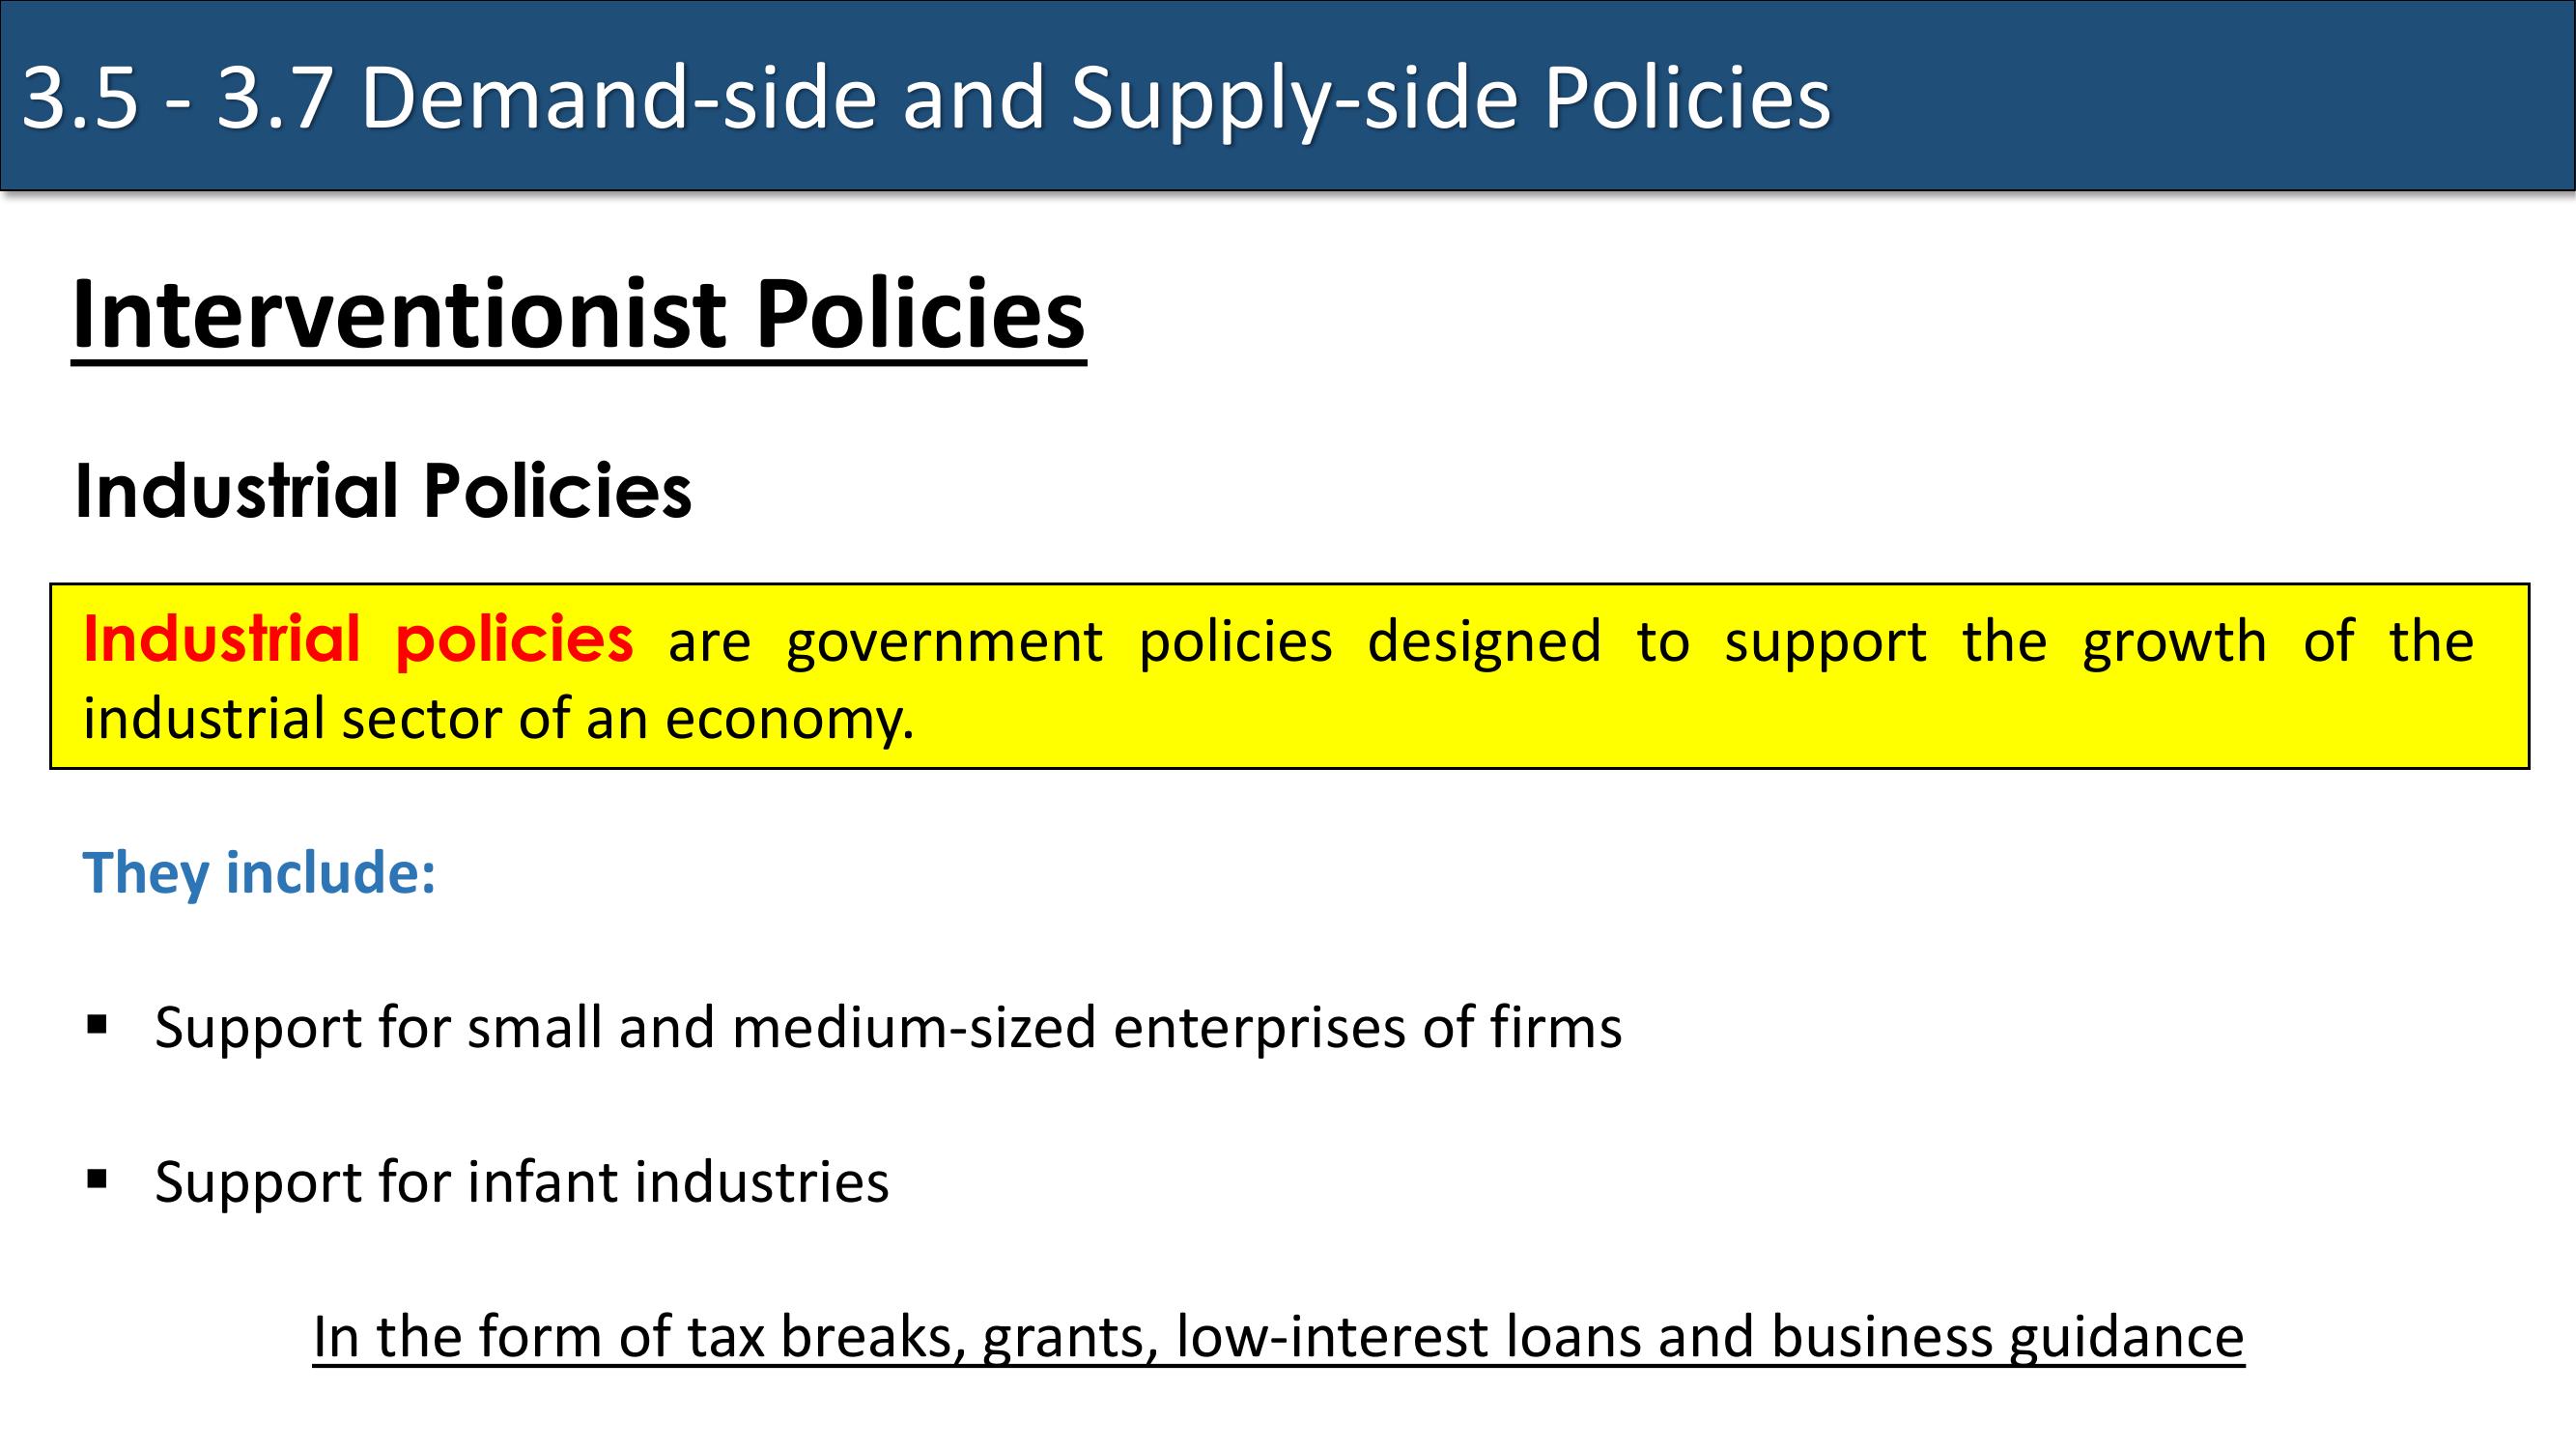 3.5 - 3.7 Demand-side and Supply-side Policies
Interventionist Policies
Industrial Policies
Industrial policies are government policies designed to support the growth of the
industrial sector of an economy.
They include:
▪ Support for small and medium-sized enterprises of firms
▪ Support for infant industries
In the form of tax breaks, grants, low-interest loans and business guidance